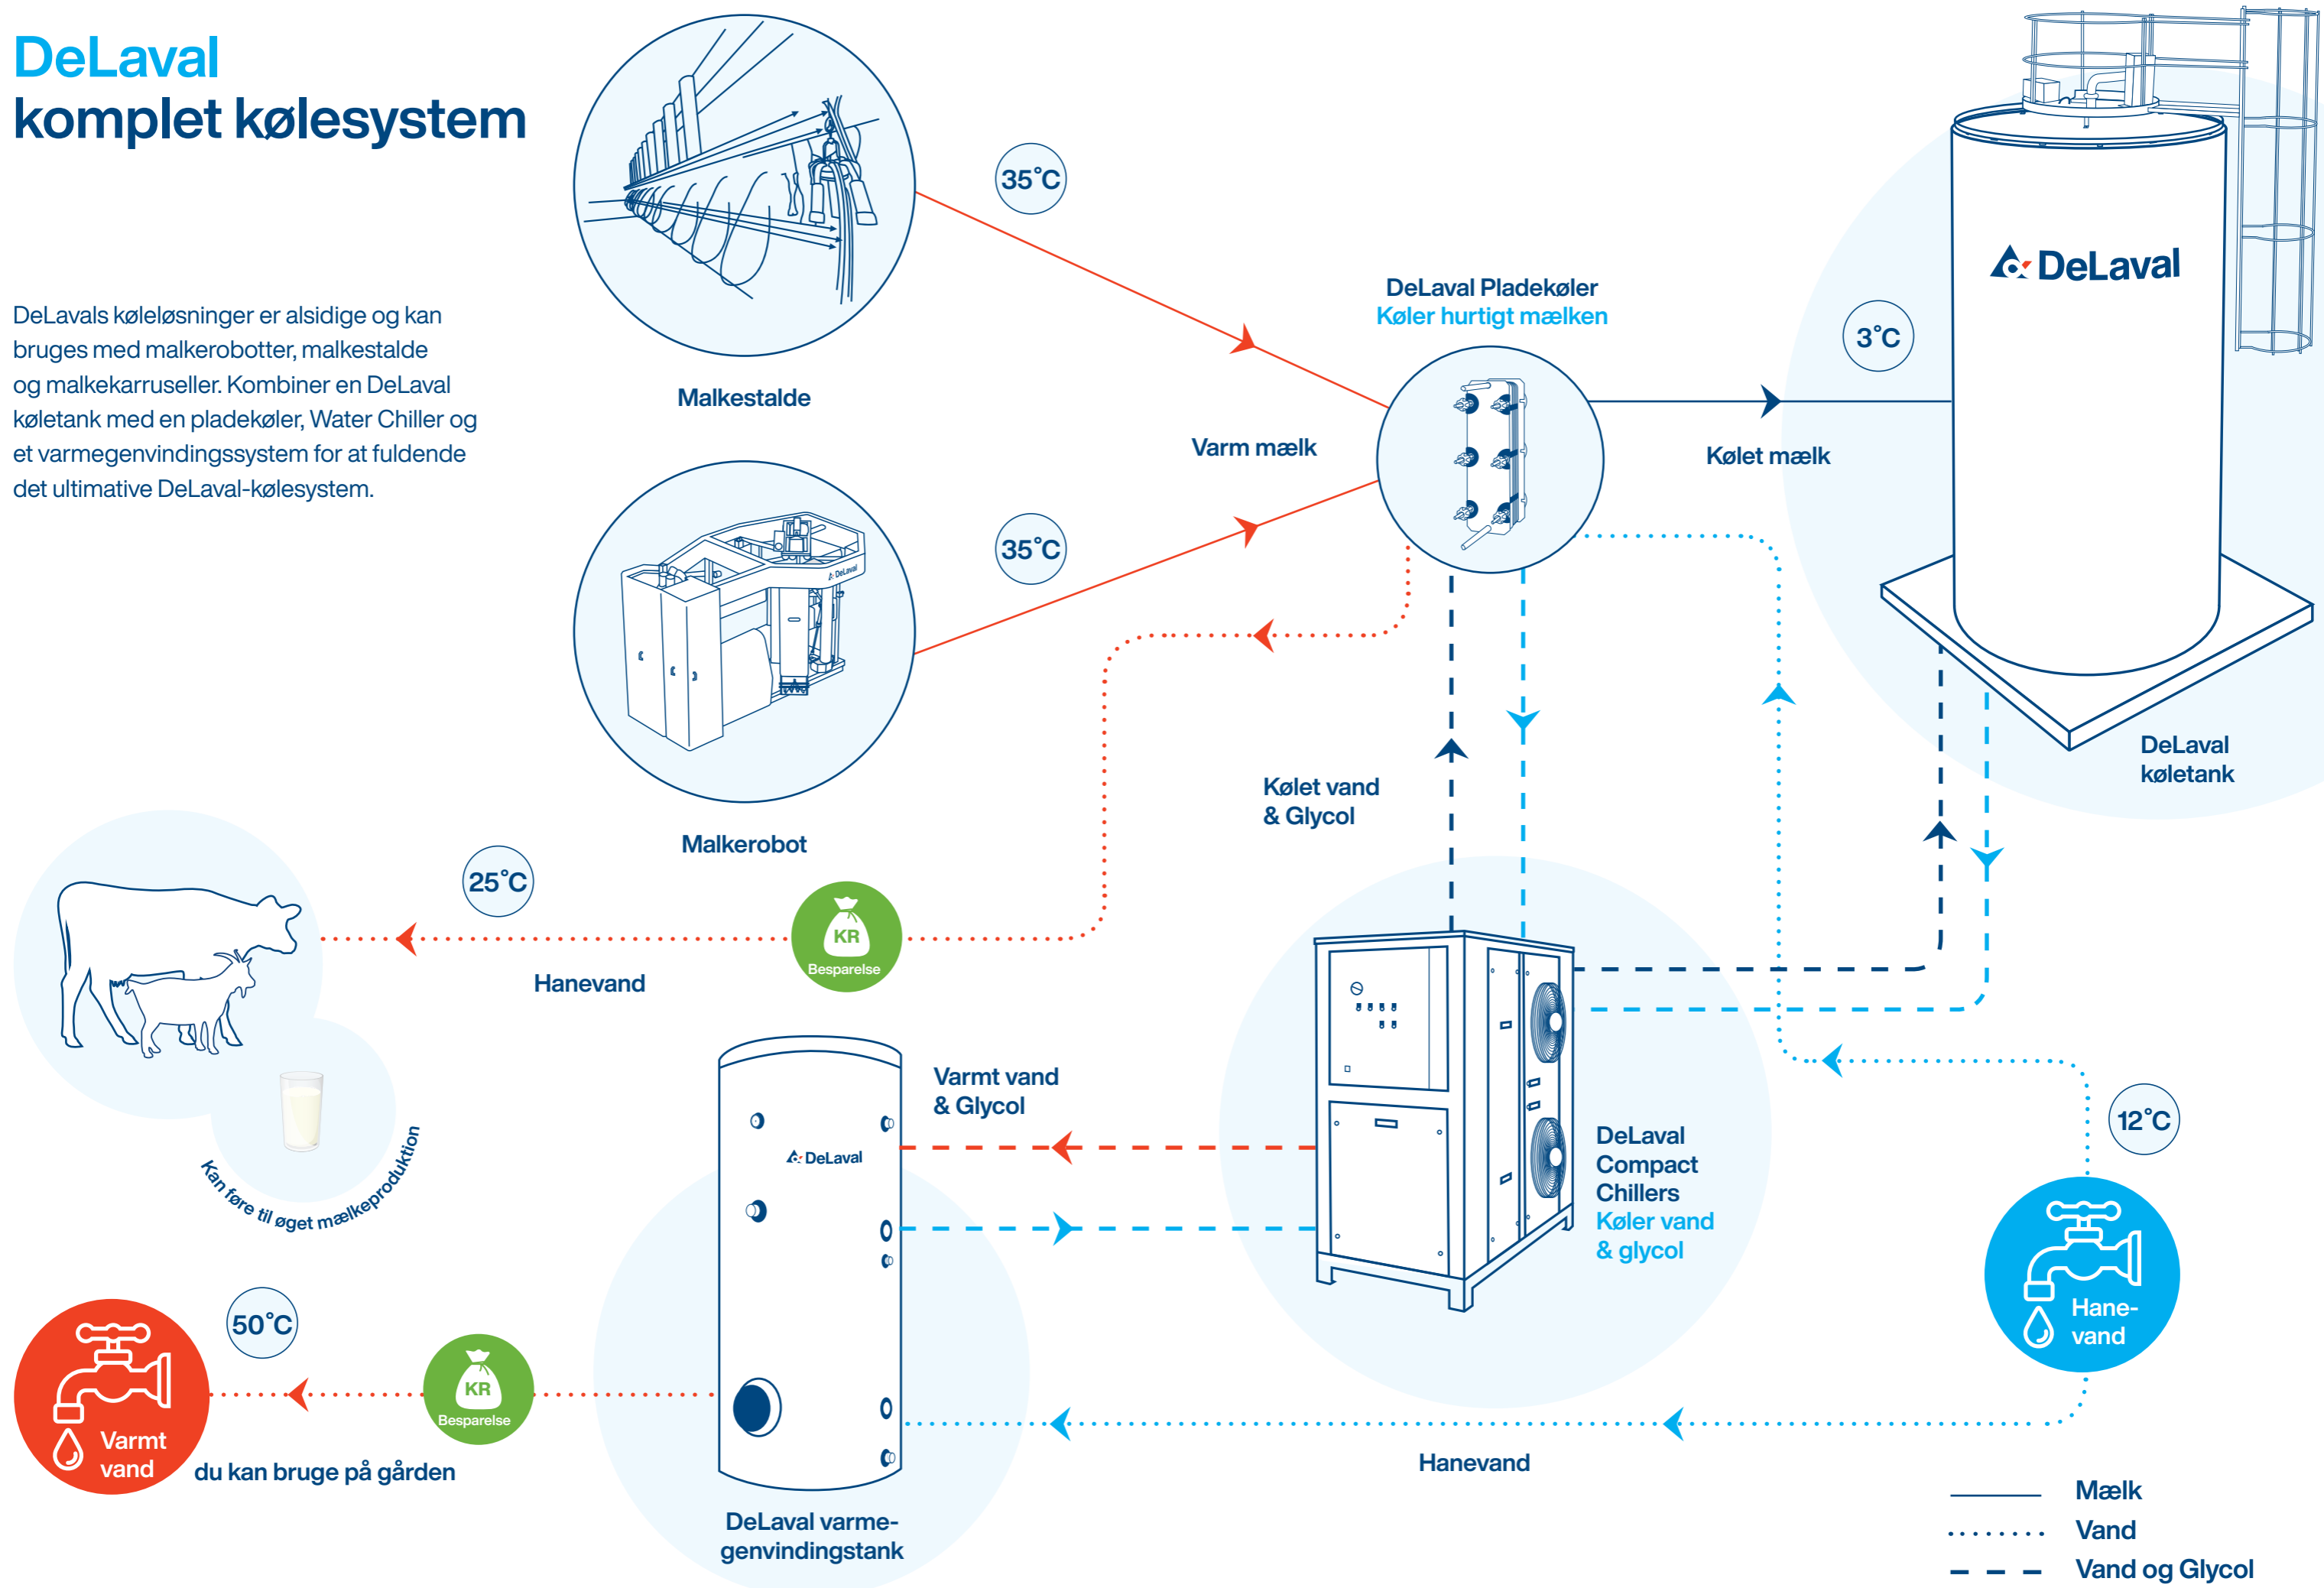 DeLaval
komplet kølesystem
DeLavals køleløsninger er alsidige og kan
bruges med malkerobotter, malkestalde
og malkekarruseller. Kombiner en DeLaval
køletank med en pladekøler, Water Chiller og
et varmegenvindingssystem for at fuldende
det ultimative DeLaval-kølesystem.
35°C
Malkestalde
Varm mælk
35°C
DeLaval
Malkerobot
DeLaval Pladekøler
Køler hurtigt mælken
3°C
Kølet mælk
DeLaval
DeLaval
køletank
Kølet vand
& Glycol
25°C
KR
Besparelse
Hanevand
Kan føre til øget mælkeproduktion
Varmt vand
& Glycol
DeLaval
DeLaval
Compact
Chillers
Køler vand
& glycol
12°C
Hane-
vand
50°C
KR
Besparelse
Varmt
vand
du kan bruge på gården
Hanevand
DeLaval varme-
genvindingstank
Mælk
Vand
Vand og Glycol